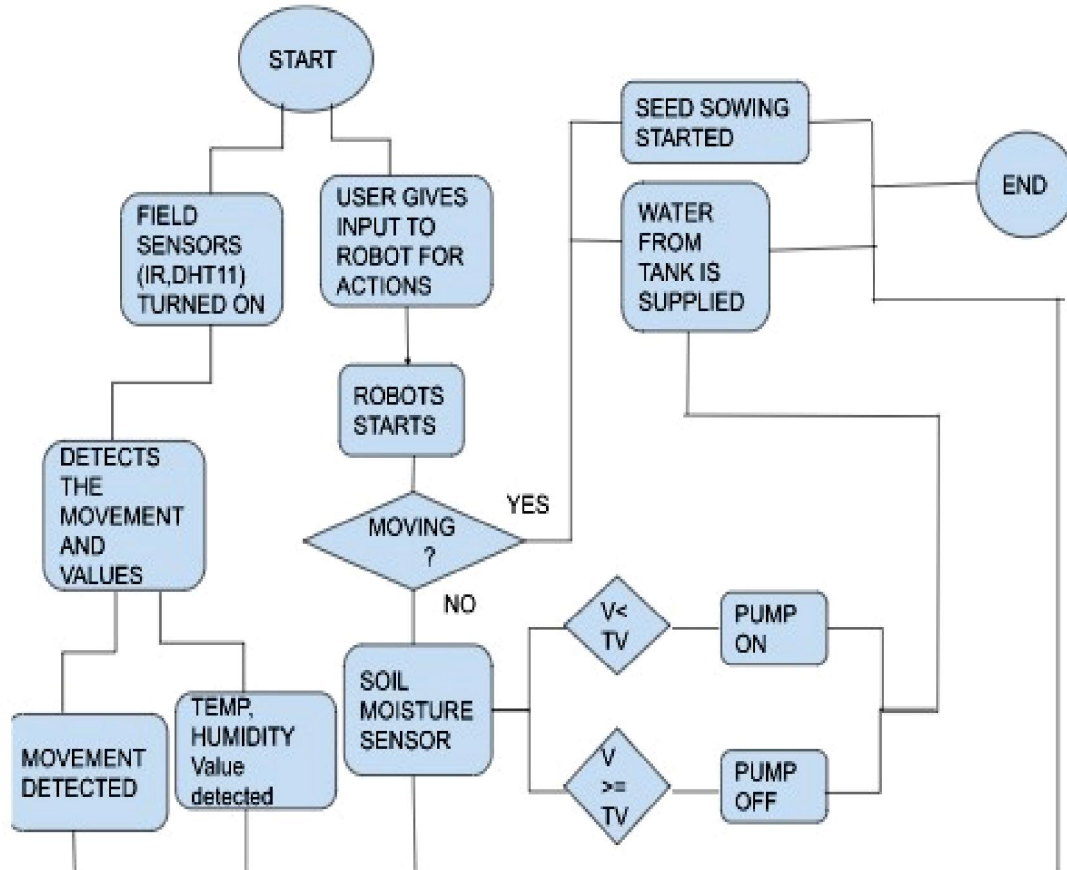 START
FIELD
SENSORS
(IR,DHT11)
TURNED ON
USER GIVES
INPUT TO
ROBOT FOR
ACTIONS
SEED SOWING
STARTED
WATER
FROM
TANK IS
SUPPLIED
END
ROBOTS
STARTS
DETECTS
THE
MOVEMENT
AND
VALUES
MOVING
?
YES
NO
MOVEMENT
DETECTED
TEMP,
HUMIDITY
Value
detected
SOIL
MOISTURE
SENSOR
V<
TV
PUMP
ON
V
>=
TV
PUMP
OFF